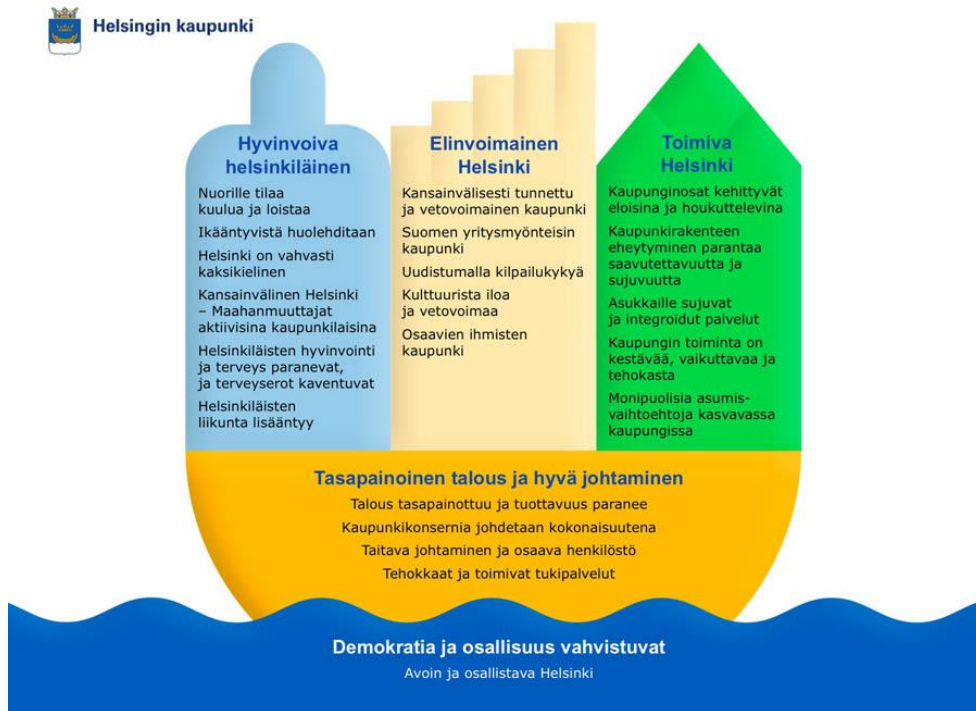 Helsingin kaupunki
Hyvinvoiva
helsinkiläinen
Nuorille tilaa
kuulua ja loistaa
Ikääntyvistä huolehditaan
Helsinki on vahvasti
kaksikielinen
Kansainvälinen Helsinki
– Maahanmuuttajat
aktiivisina kaupunkilaisina
Helsinkiläisten hyvinvointi
ja terveys paranevat,
ja terveyserot kaventuvat
Helsinkiläisten
liikunta lisääntyy
Elinvoimainen
Helsinki
Kansainvälisesti tunnettu
ja vetovoimainen kaupunki
Suomen yritysmyönteisin
kaupunki
Uudistumalla kilpailukykyä
Kulttuurista iloa
ja vetovoimaa
Osaavien ihmisten
kaupunki
Toimiva
Helsinki
Kaupunginosat kehittyvät
eloisina ja houkuttelevina
Kaupunkirakenteen
eheytyminen parantaa
saavutettavuutta ja
sujuvuutta
Asukkaille sujuvat
ja integroidut palvelut
Kaupungin toiminta on
kestävää, vaikuttavaa ja
tehokasta
Monipuolisia asumis-
vaihtoehtoja kasvavassa
kaupungissa
Tasapainoinen talous ja hyvä johtaminen
Talous tasapainottuu ja tuottavuus paranee
Kaupunkikonsernia johdetaan kokonaisuutena
Taitava johtaminen ja osaava henkilöstö
Tehokkaat ja toimivat tukipalvelut
Demokratia ja osallisuus vahvistuvat
Avoin ja osallistava Helsinki